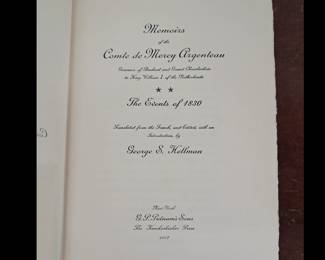 Memoirs
of the
Comte de Mercy Argenteau
Governor of Brabant and Grand Chamberlain
to King William I. of the Netherlands
The Events of 1830
Translated from the French, and Edited, with an
Introduction, by
George S. Hellman
New York
G. P. Putnam's Sons
The Knickerbocker Press